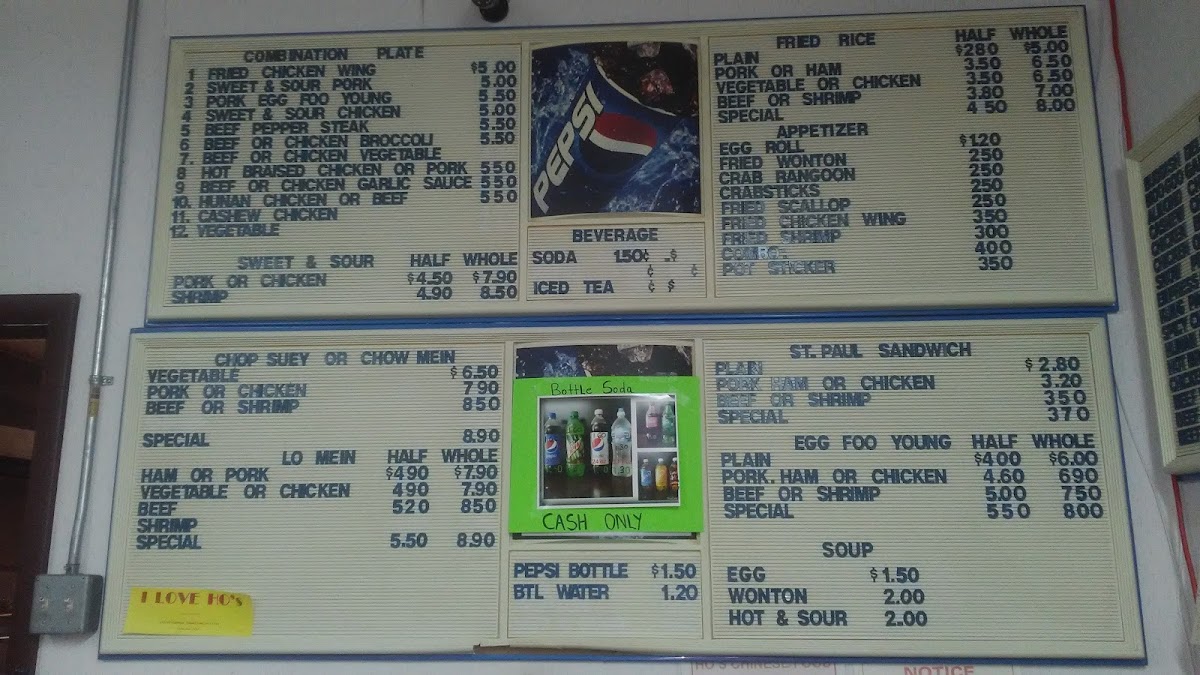 COMBINATION PLATE
1 FRIED CHICKEN WING $5.00
2 SWEET & SOUR PORK 5.00
3 PORK EGG FOO YOUNG 5.50
4 SWEET & SOUR CHICKEN 5.00
5 BEEF PEPPER STEAK 5.50
6 BEEF OR CHICKEN BROCCOLI 5.50
7. BEEF OR CHICKEN VEGETABLE
8 HOT BRAISED CHICKEN OR PORK 550
9 BEEF OR CHICKEN GARLIC SAUCE 550
10. HUNAN CHICKEN OR BEEF 550
11. CASHEW CHICKEN
12. VEGETABLE
SWEET & SOUR HALF WHOLE
PORK OR CHICKEN $4.50 $7.90
SHRIMP 4.90 8.50
PEPSI
BEVERAGE
SODA 1.50¢ .$
¢ ¢
ICED TEA ¢ $
FRIED RICE HALF WHOLE
PLAIN $280 $5.00
PORK OR HAM 3.50 6.50
VEGETABLE OR CHICKEN 3.50 6.50
BEEF OR SHRIMP 3.80 7.00
SPECIAL 4 50 8.00
APPETIZER
EGG ROLL $1.20
FRIED WONTON 250
CRAB RANGOON 250
CRABSTICKS 250
FRIED SCALLOP 250
FRIED CHICKEN WING 350
FRIED SHRIMP 300
400
POT STICKER 350
CHOP SUEY OR CHOW MEIN
VEGETABLE $6.50
PORK OR CHICKEN 7 90
BEEF OR SHRIMP 850
SPECIAL 8.90
LO MEIN HALF WHOLE
HAM OR PORK $4.90 $7.90
VEGETABLE OR CHICKEN 490 7.90
BEEF 520 850
SHRIMP
SPECIAL 5.50 8.90
I LOVE HO's
Bottle Soda
CASH ONLY
PEPSI BOTTLE $1.50
BTL WATER 1.20
ST. PAUL SANDWICH
PLAIN $2.80
PORK HAM OR CHICKEN 3.20
BEEF OR SHRIMP 350
SPECIAL 370
EGG FOO YOUNG HALF WHOLE
PLAIN $4.00 $6.00
PORK. HAM OR CHICKEN 4.60 690
BEEF OR SHRIMP 5.00 750
SPECIAL 550 800
SOUP
EGG $1.50
WONTON 2.00
HOT & SOUR 2.00
HO'S CHINESE FOOD
NOTICE